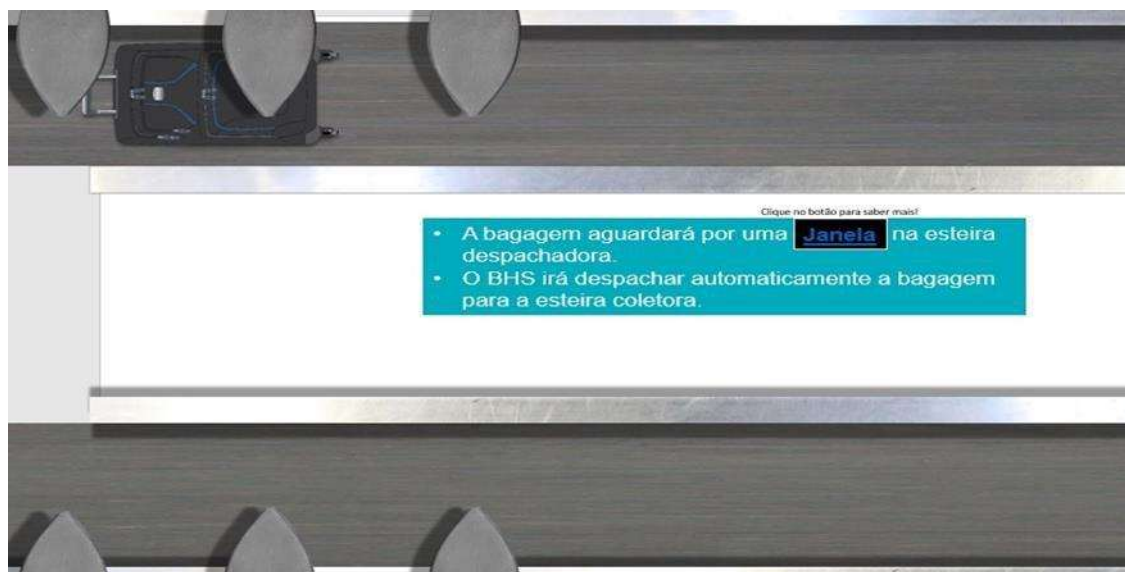 Clique no botão para saber mais!
• A bagagem aguardará por uma Janela na esteira
despachadora.
• O BHS irá despachar automaticamente a bagagem
para a esteira coletora.